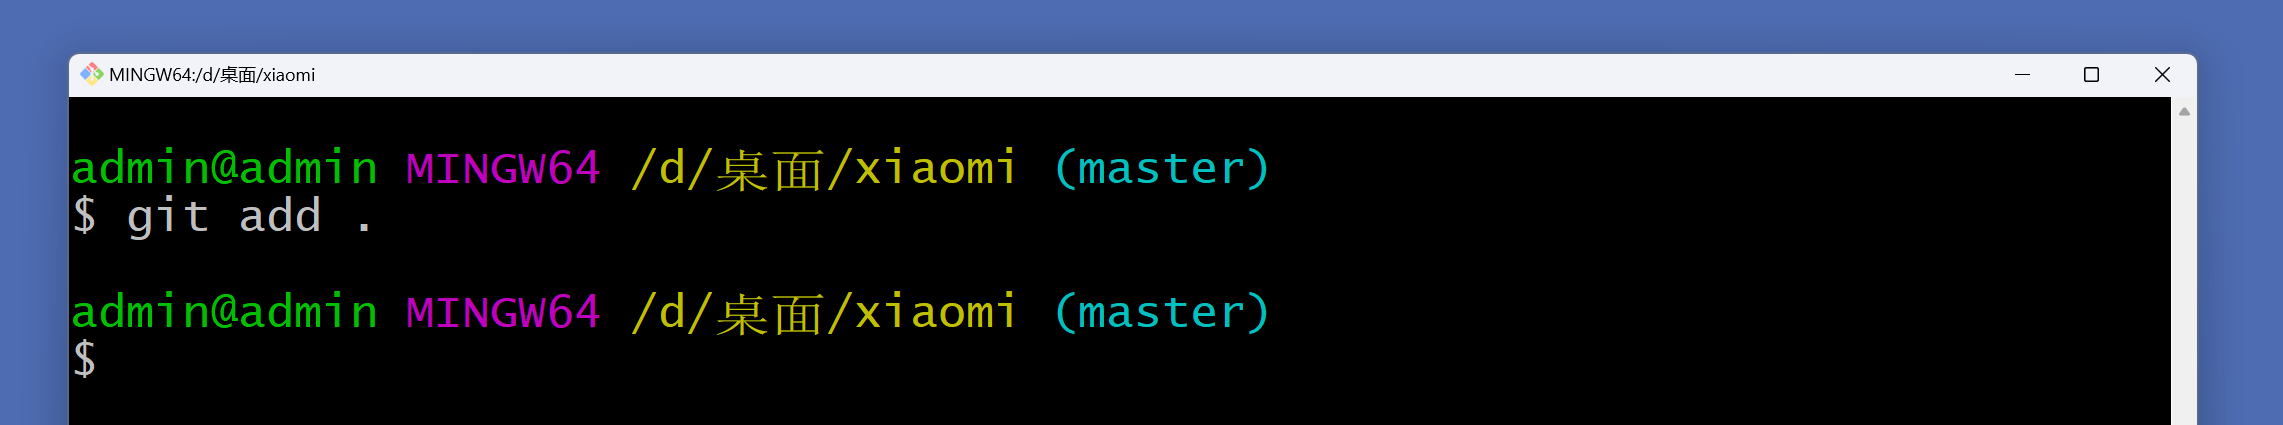 MINGW64:/d/桌面/xiaomi
admin@admin MINGW64 /d/桌面/xiaomi (master)
$ git add .
admin@admin MINGW64 /d/桌面/xiaomi (master)
$